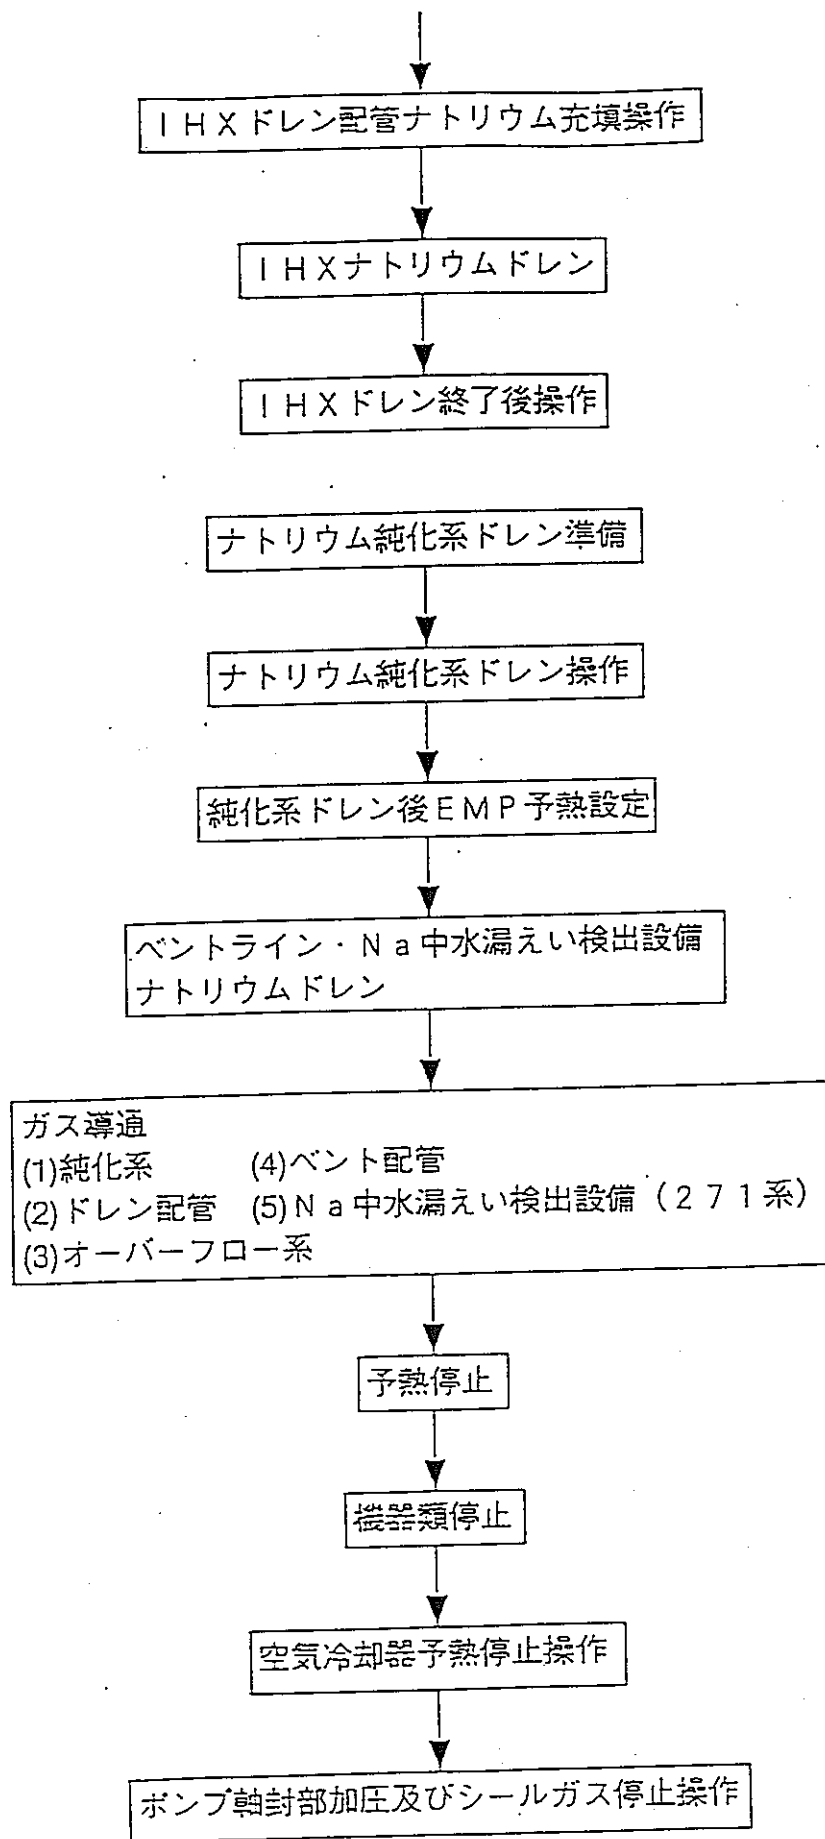 IHXドレン配管ナトリウム充填操作
IHXナトリウムドレン
IHXドレン終了後操作
ナトリウム純化系ドレン準備
ナトリウム純化系ドレン操作
純化系ドレン後EMP予熱設定
ベントライン・Na中水漏えい検出設備
ナトリウムドレン
ガス導通
(1)純化系　(4)ベント配管
(2)ドレン配管　(5)Na中水漏えい検出設備（271系）
(3)オーバーフロー系
予熱停止
機器類停止
空気冷却器予熱停止操作
ポンプ軸封部加圧及びシールガス停止操作